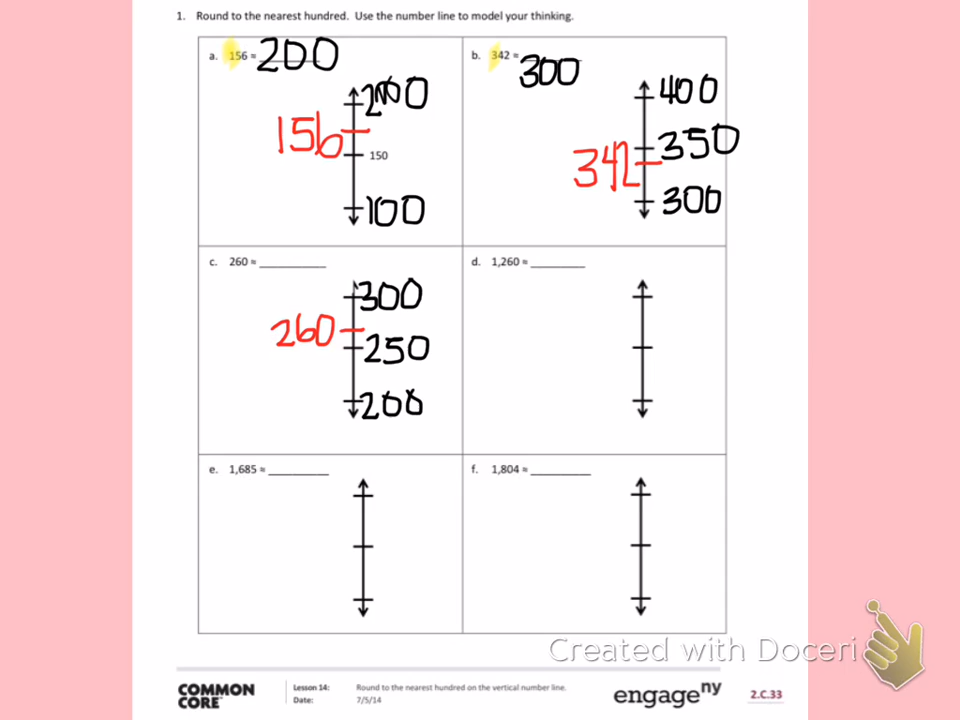 1. Round to the nearest hundred. Use the number line to model your thinking.
a. 156 ≈ 200
200
156
150
100
b. 342 ≈ 300
400
350
342
300
c. 260 ≈ __________
300
260
250
200
d. 1,260 ≈ __________
e. 1,685 ≈ __________
f. 1,804 ≈ __________
Created with Doceri
COMMON CORE™
Lesson 14: Round to the nearest hundred on the vertical number line.
Date: 7/5/14
engage ny
2.C.33